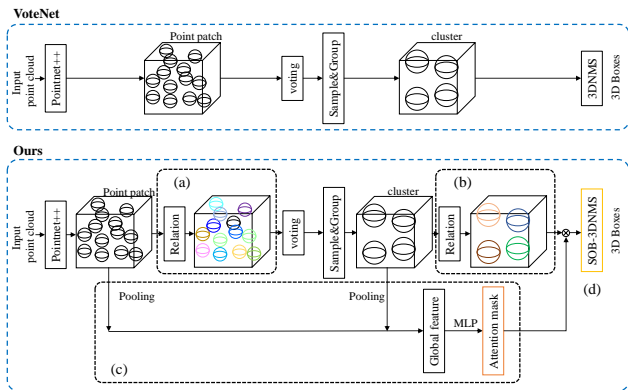 VoteNet
Input
point cloud
Pointnet++
Point patch
voting
Sample&Group
cluster
3DNMS
3D Boxes
Ours
Input
point cloud
Pointnet++
Point patch
(a)
Relation
voting
Sample&Group
cluster
(b)
Relation
SOB-3DNMS
3D Boxes
(d)
Pooling
Pooling
(c)
Global feature
MLP
Attention mask